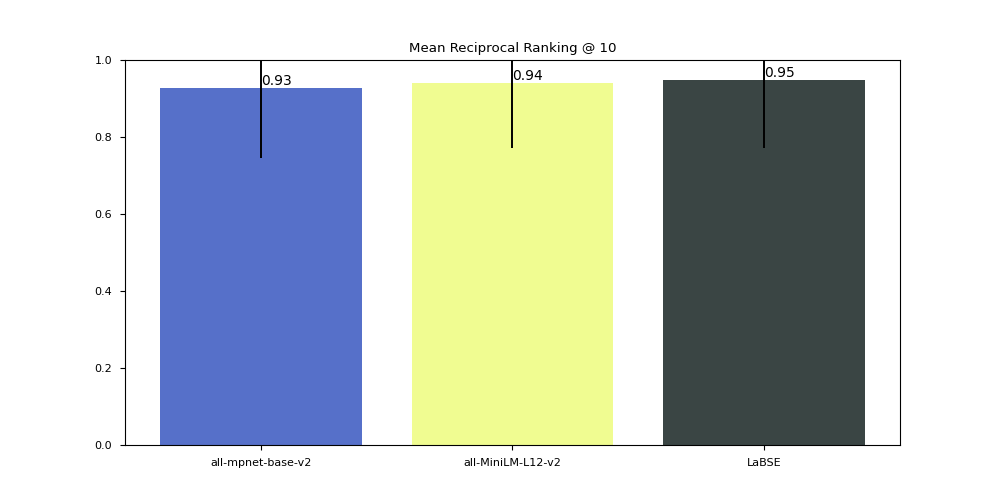 Mean Reciprocal Ranking @ 10
1.0
0.8
0.6
0.4
0.2
0.0
0.93
0.94
0.95
all-mpnet-base-v2
all-MiniLM-L12-v2
LaBSE